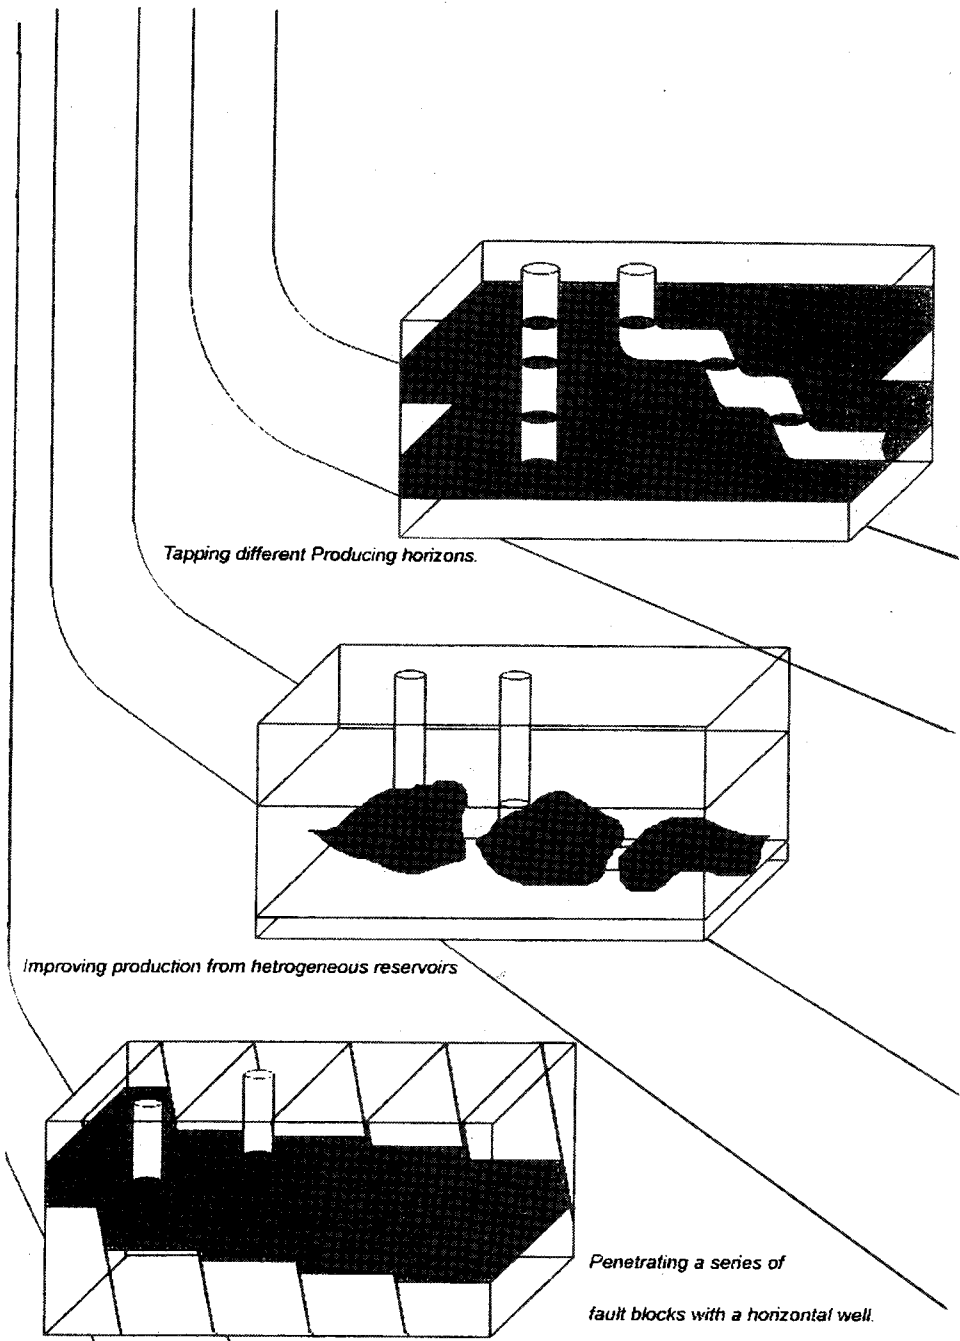 Tapping different Producing horizons.
Improving production from hetrogeneous reservoirs
Penetrating a series of
fault blocks with a horizontal well.